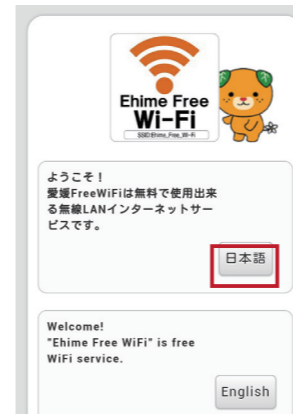 Ehime Free
Wi-Fi
SSID:Ehime_Free_Wi-Fi
ようこそ！
愛媛FreeWiFiは無料で使用出来
る無線LANインターネットサー
ビスです。
日本語
Welcome!
"Ehime Free WiFi" is free
WiFi service.
English